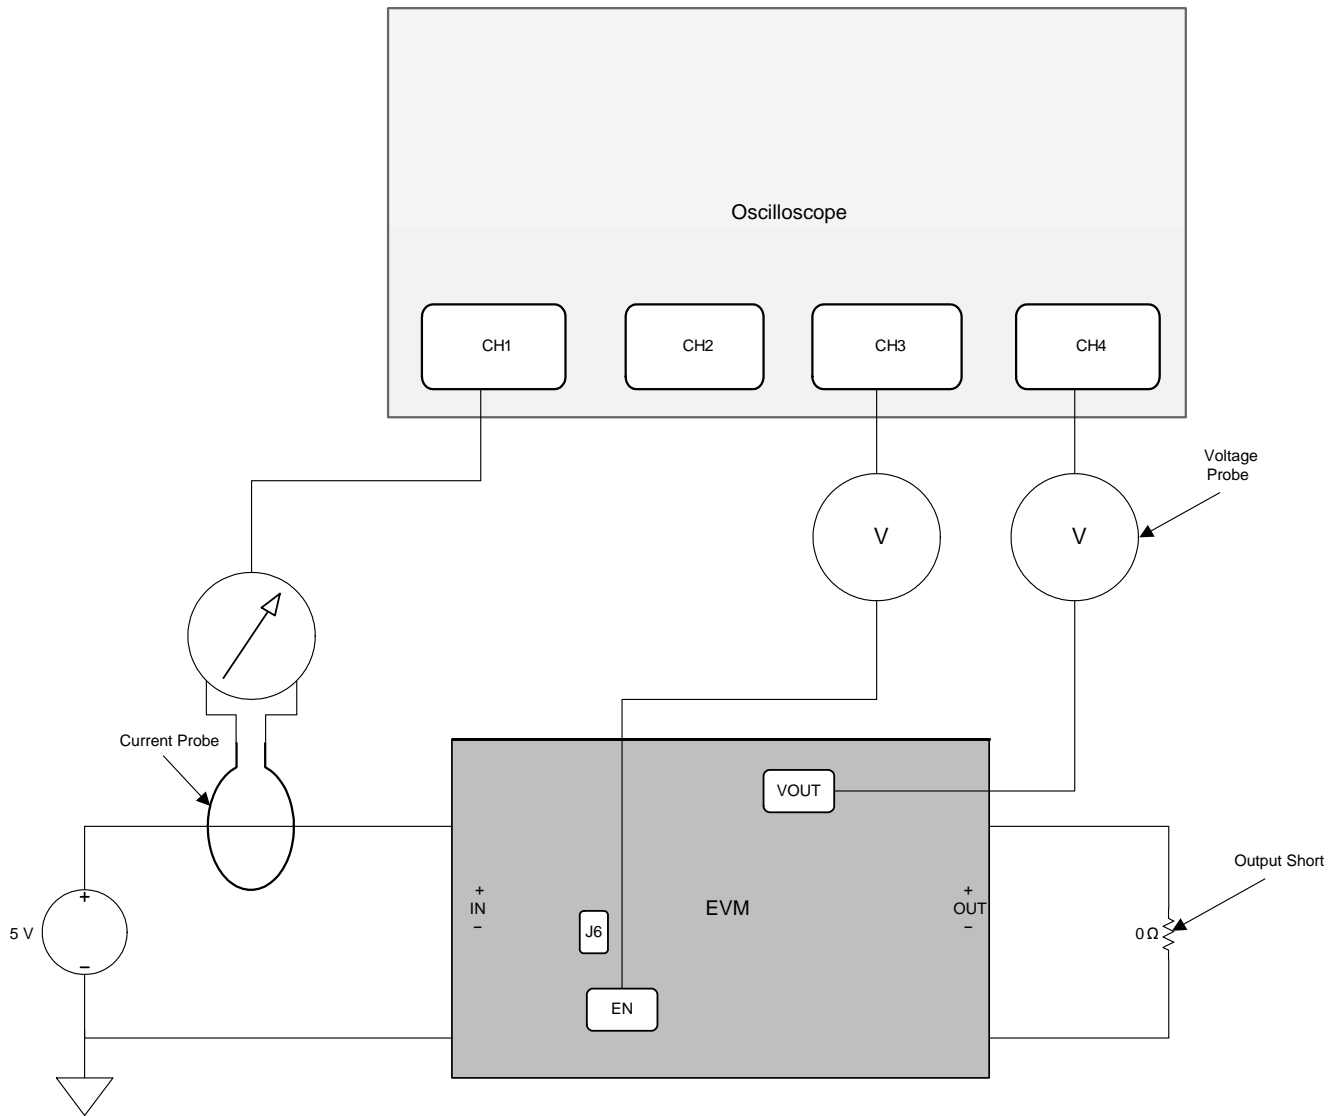 Oscilloscope
CH1
CH2
CH3
CH4
Voltage
Probe
V
V
Current Probe
VOUT
Output Short
+
IN
−
EVM
+
OUT
−
+
5 V
−
J6
0 Ω
EN